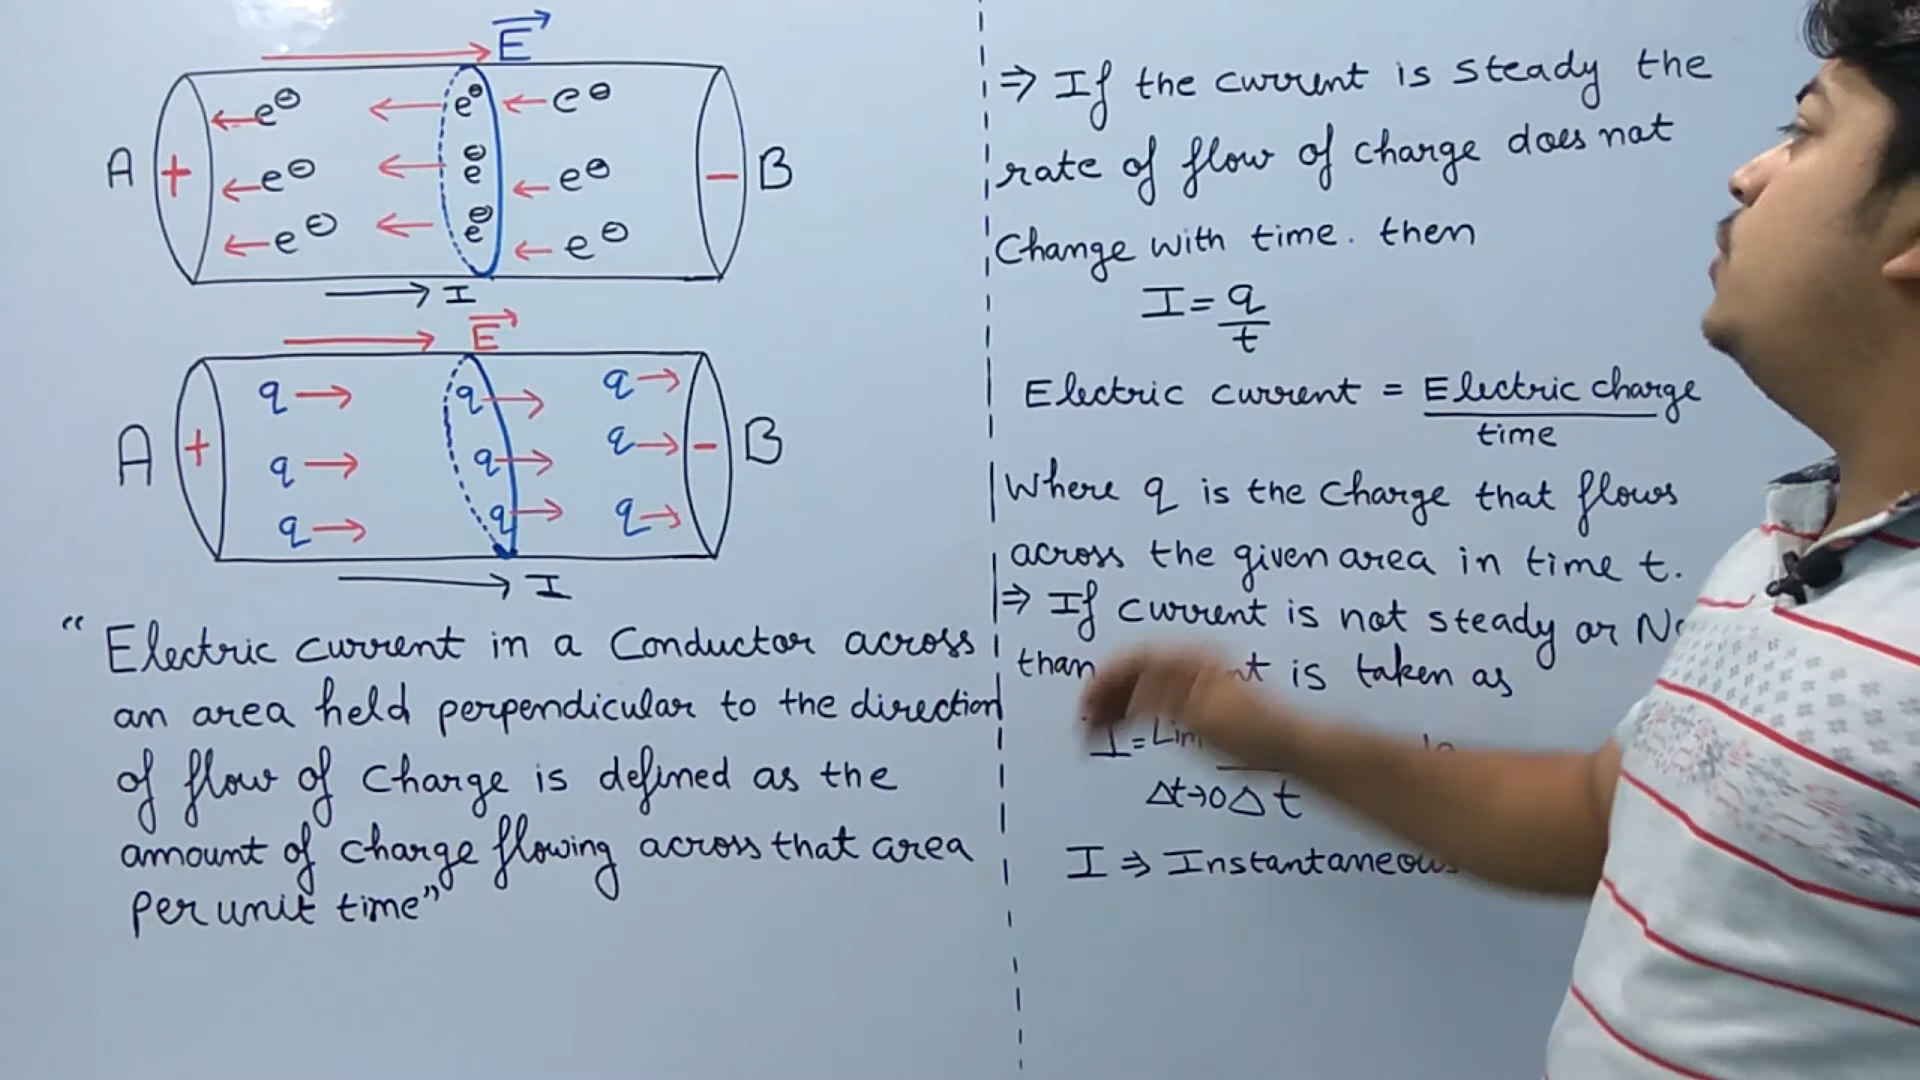 E
A + e⊖ e⊖ e⊖ - B
e⊖ e⊖ e⊖
e⊖ e⊖ e⊖
I
E
A + q q q - B
q q q
q q q
I
"Electric current in a Conductor across
an area held perpendicular to the direction
of flow of charge is defined as the
amount of charge flowing across that area
per unit time"
⇒ If the current is steady the
rate of flow of charge does not
Change with time. then
I = q/t
Electric current = Electric charge/time
Where q is the charge that flows
across the given area in time t.
⇒ If current is not steady or
than is taken as
I = Δt
Δt→0
I ⇒ Instantaneous